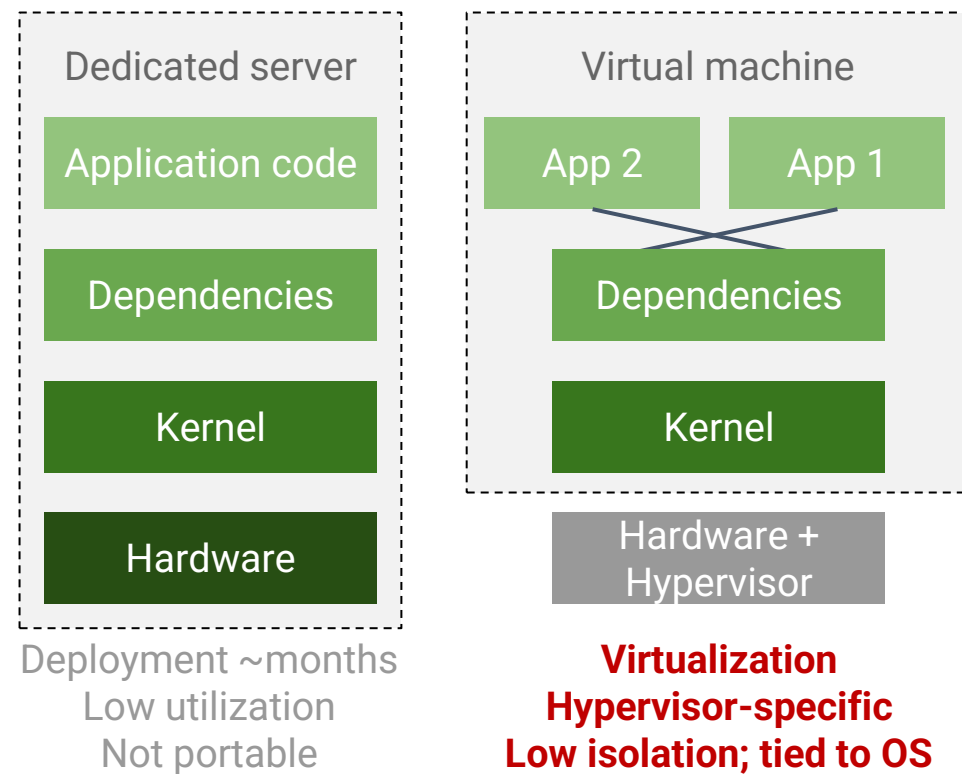 Dedicated server
Application code
Dependencies
Kernel
Hardware
Deployment ~months
Low utilization
Not portable
Virtual machine
App 2
App 1
Dependencies
Kernel
Hardware +
Hypervisor
Virtualization
Hypervisor-specific
Low isolation; tied to OS